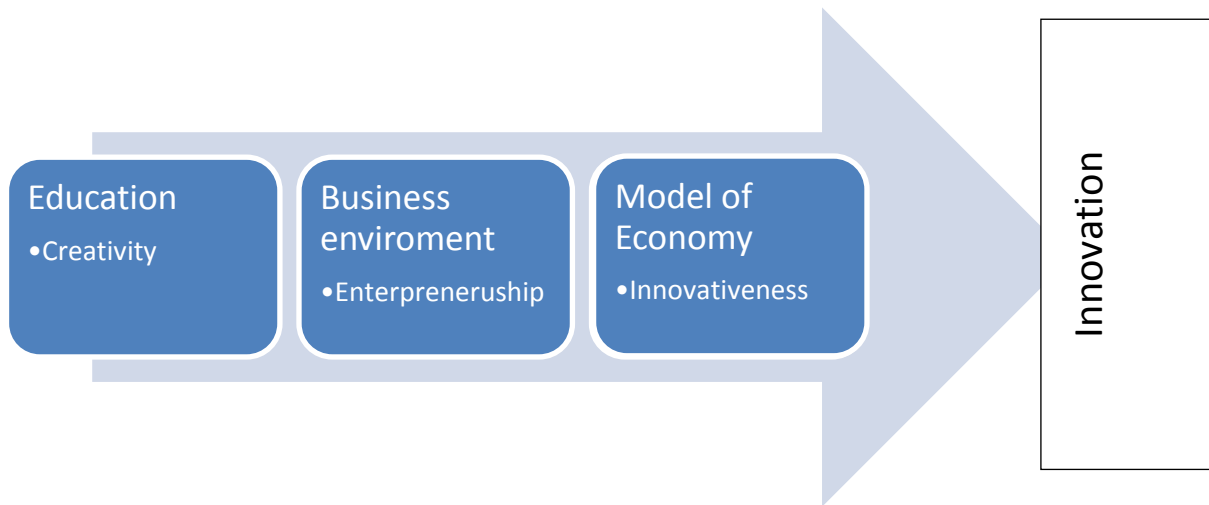 Education
•Creativity
Business
enviroment
•Enterpreneruship
Model of
Economy
•Innovativeness
Innovation